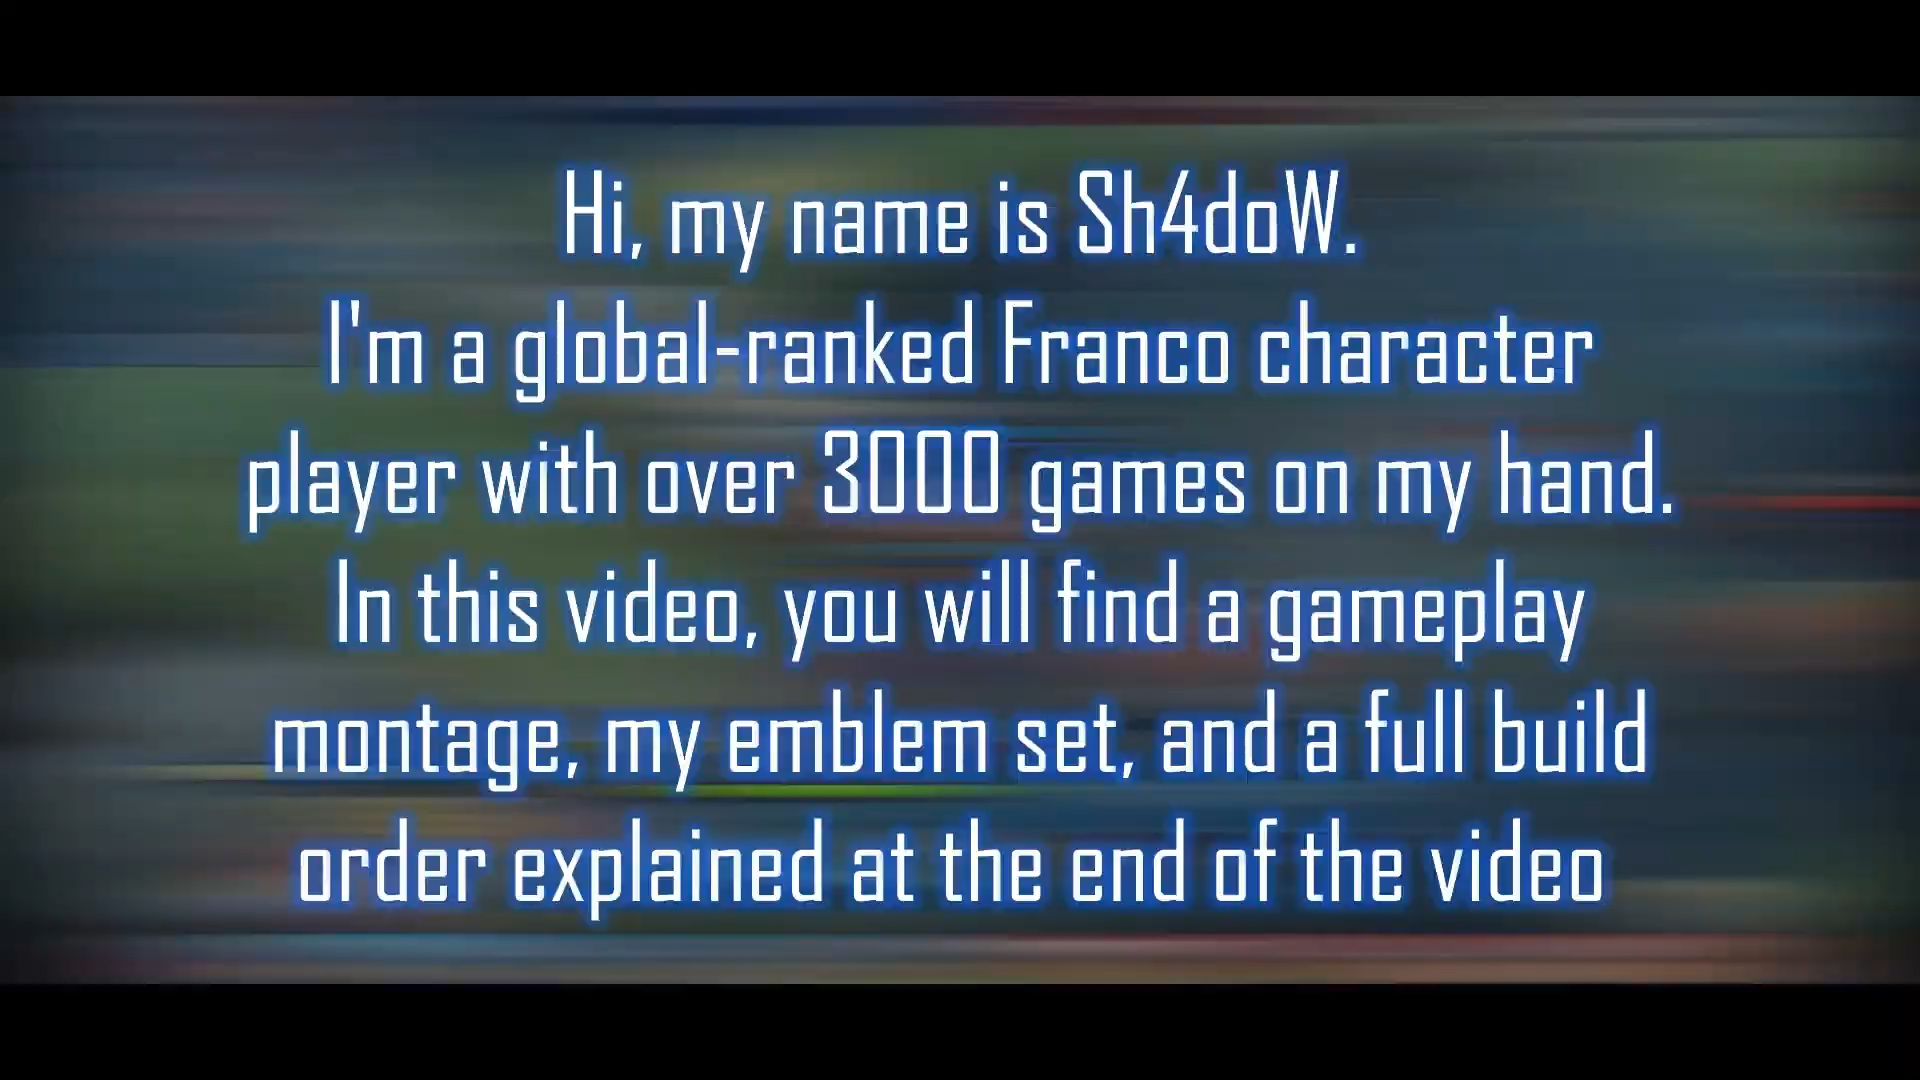 Hi, my name is Sh4doW.
I'm a global-ranked Franco character
player with over 3000 games on my hand.
In this video, you will find a gameplay
montage, my emblem set, and a full build
order explained at the end of the video